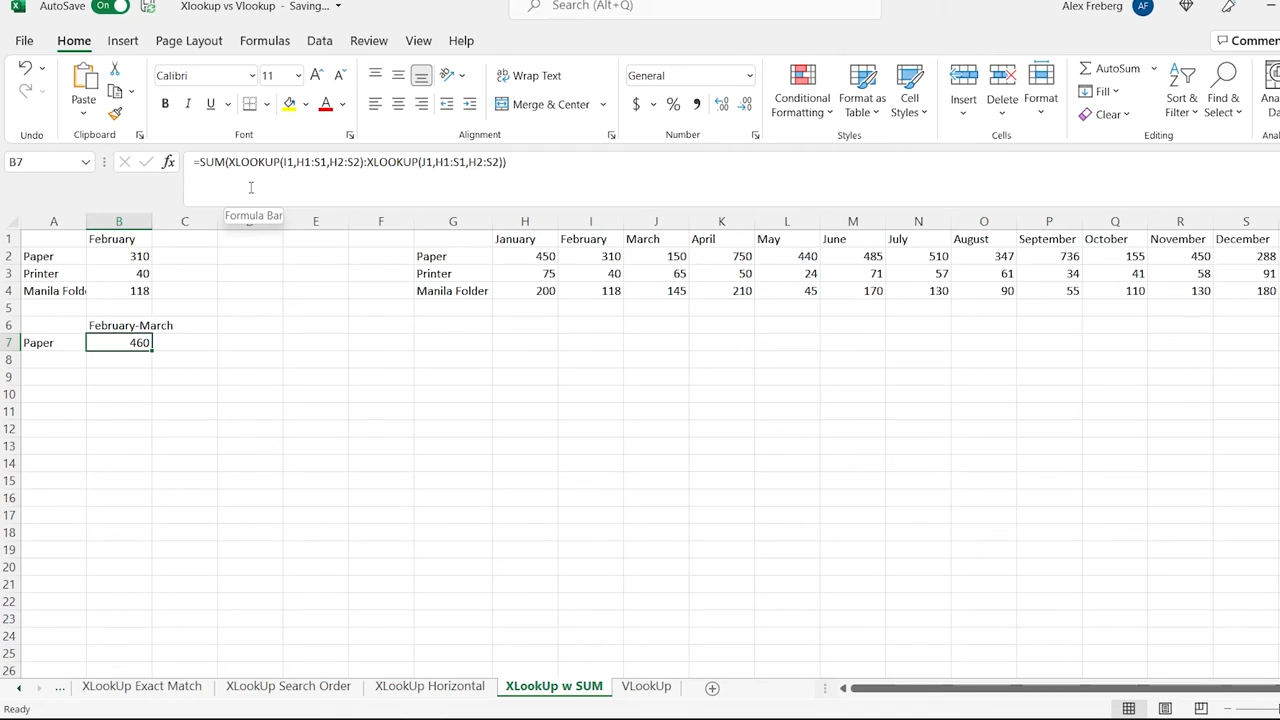 AutoSave On Xlookup vs Vlookup - Saving... Search (Alt+Q) Alex Freberg AF
File Home Insert Page Layout Formulas Data Review View Help
Calibri 11 Wrap Text General AutoSum
Paste Conditional Formatting Format as Table Cell Styles Insert Delete Format Fill Sort & Filter Find & Select
B I U A Merge & Center $ % Clear
Undo Clipboard Font Alignment Number Styles Cells Editing
B7 fx =SUM(XLOOKUP(I1,H1:S1,H2:S2):XLOOKUP(J1,H1:S1,H2:S2))
Formula Bar
A B C E F G H I J K L M N O P Q R S
1 February January February March April May June July August September October November December
2 Paper 310 Paper 450 310 150 750 440 485 510 347 736 155 450 288
3 Printer 40 Printer 75 40 65 50 24 71 57 61 34 41 58 91
4 Manila Folde 118 Manila Folder 200 118 145 210 45 170 130 90 55 110 130 180
5
6 February-March
7 Paper 460
8
9
10
11
12
13
14
15
16
17
18
19
20
21
22
23
24
25
26
... XLookUp Exact Match XLookUp Search Order XLookUp Horizontal XLookUp w SUM VLookUp
Ready